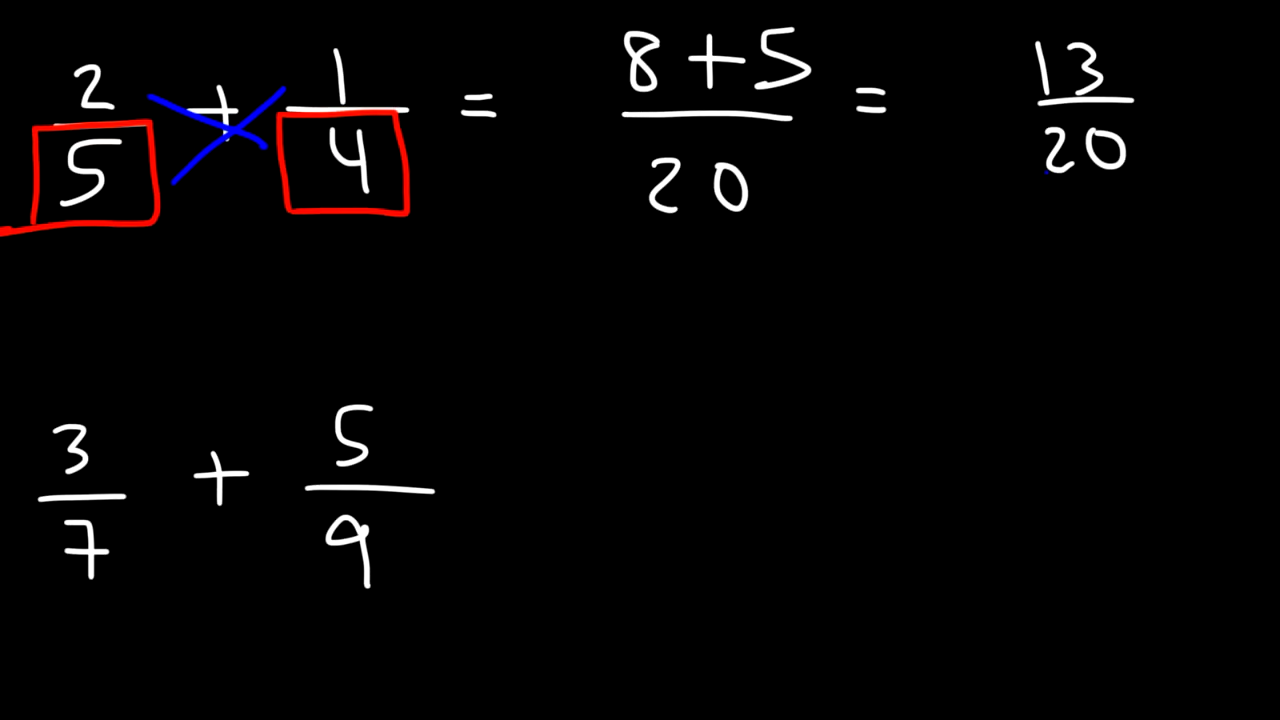 2/5 + 1/4 = 8+5/20 = 13/20
3/7 + 5/9